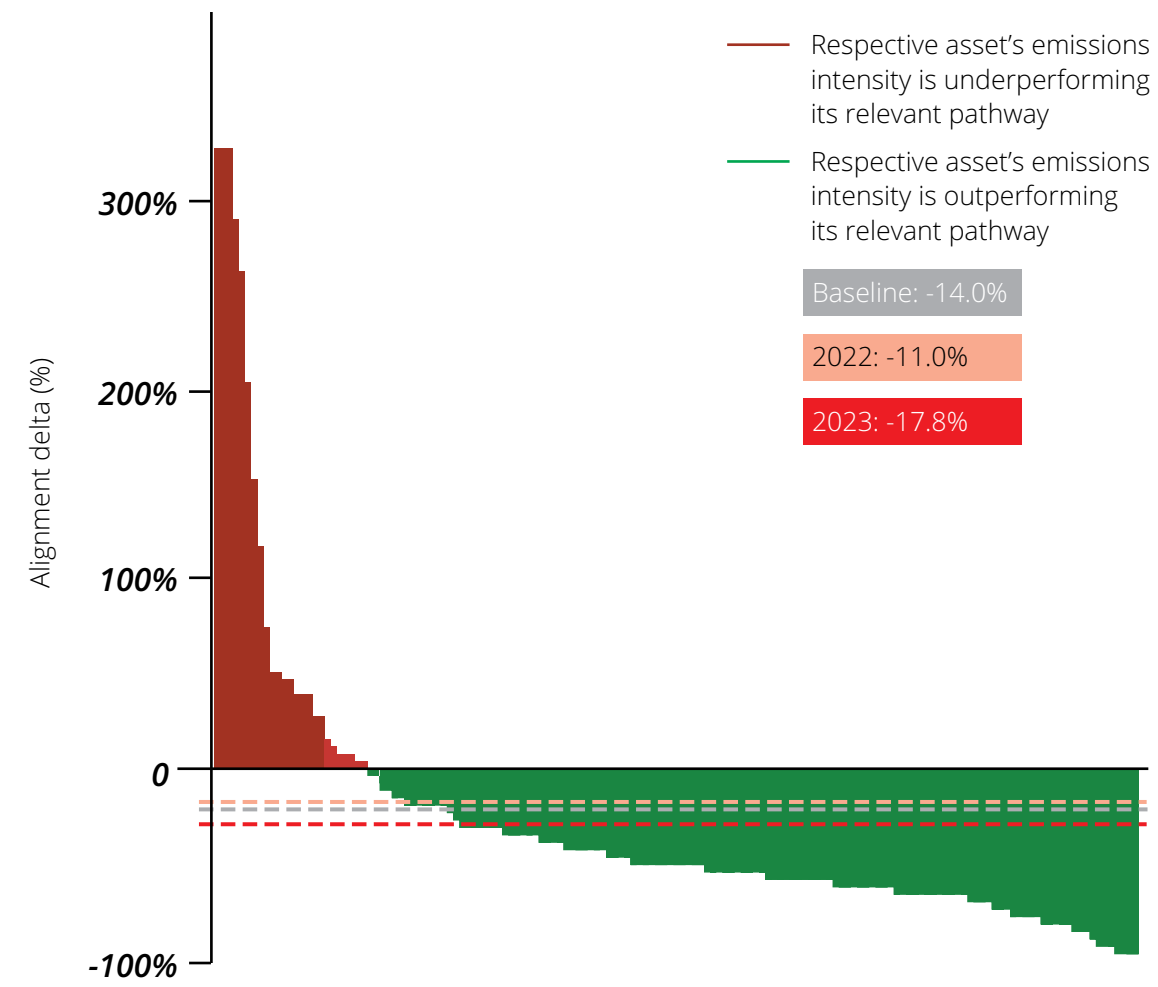 Respective asset’s emissions
intensity is underperforming
its relevant pathway
Respective asset’s emissions
intensity is outperforming
its relevant pathway
Baseline: -14.0%
2022: -11.0%
2023: -17.8%
Alignment delta (%)
300%
200%
100%
0
-100%